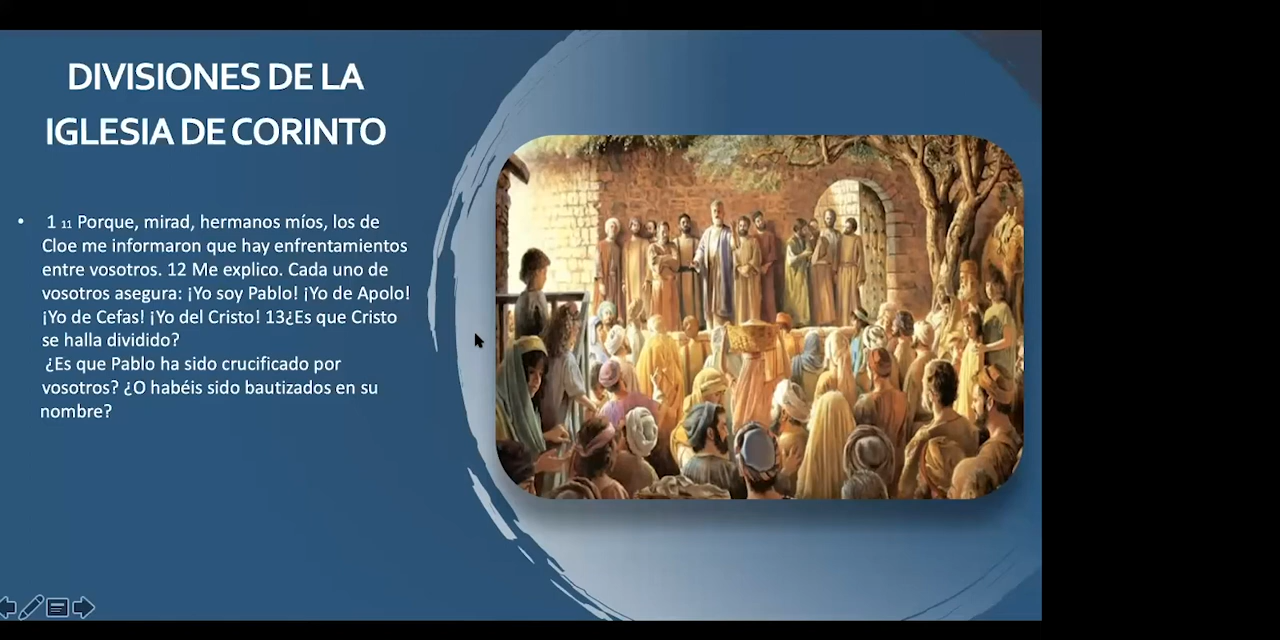 DIVISIONES DE LA
IGLESIA DE CORINTO
• 1 11 Porque, mirad, hermanos míos, los de
Cloe me informaron que hay enfrentamientos
entre vosotros. 12 Me explico. Cada uno de
vosotros asegura: ¡Yo soy Pablo! ¡Yo de Apolo!
¡Yo de Cefas! ¡Yo del Cristo! 13¿Es que Cristo
se halla dividido?
¿Es que Pablo ha sido crucificado por
vosotros? ¿O habéis sido bautizados en su
nombre?